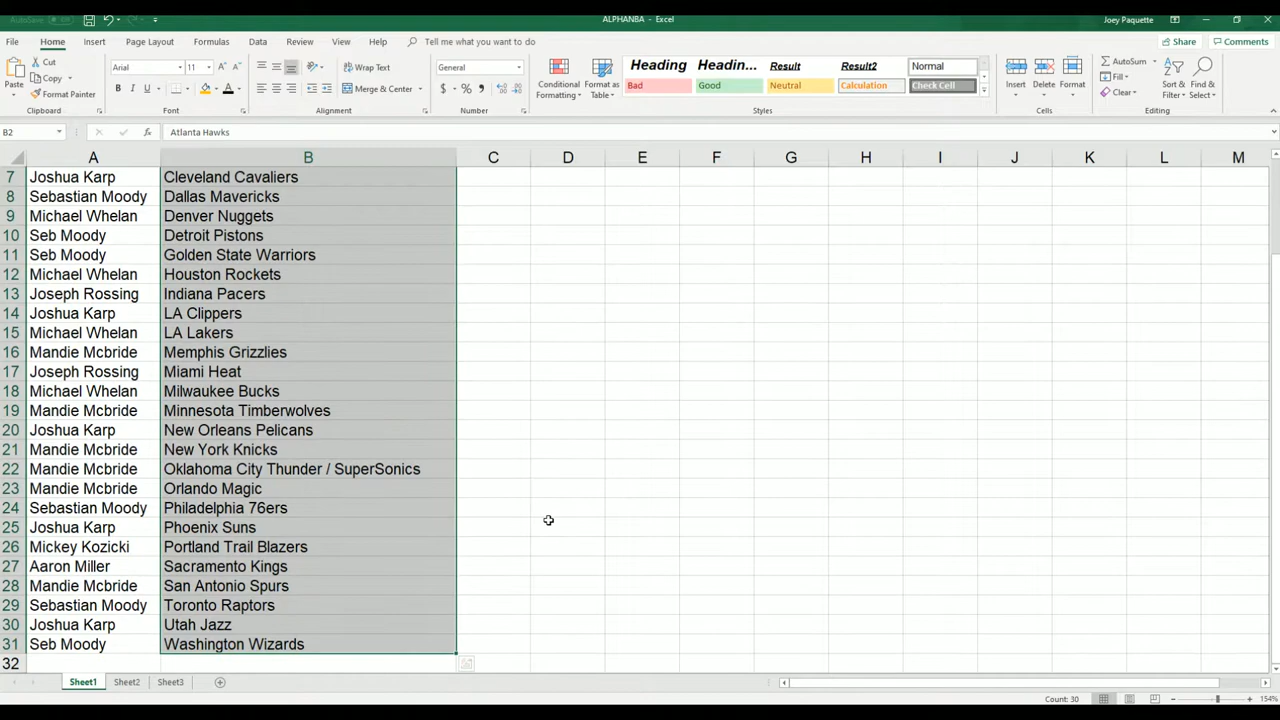 AutoSave
ALPHANBA - Excel
Joey Paquette
File Home Insert Page Layout Formulas Data Review View Help Tell me what you want to do
Share Comments
Paste
Cut
Copy
Format Painter
Clipboard
Arial 11
B I U
Font
Wrap Text
Merge & Center
Alignment
General
$ % ,
Number
Conditional Formatting
Format as Table
Heading Headin... Result Result2 Normal
Bad Good Neutral Calculation Check Cell
Styles
Insert Delete Format
Cells
AutoSum
Fill
Clear
Sort & Filter
Find & Select
Editing
B2 fx Atlanta Hawks
A B C D E F G H I J K L M
7 Joshua Karp Cleveland Cavaliers
8 Sebastian Moody Dallas Mavericks
9 Michael Whelan Denver Nuggets
10 Seb Moody Detroit Pistons
11 Seb Moody Golden State Warriors
12 Michael Whelan Houston Rockets
13 Joseph Rossing Indiana Pacers
14 Joshua Karp LA Clippers
15 Michael Whelan LA Lakers
16 Mandie Mcbride Memphis Grizzlies
17 Joseph Rossing Miami Heat
18 Michael Whelan Milwaukee Bucks
19 Mandie Mcbride Minnesota Timberwolves
20 Joshua Karp New Orleans Pelicans
21 Mandie Mcbride New York Knicks
22 Mandie Mcbride Oklahoma City Thunder / SuperSonics
23 Mandie Mcbride Orlando Magic
24 Sebastian Moody Philadelphia 76ers
25 Joshua Karp Phoenix Suns
26 Mickey Kozicki Portland Trail Blazers
27 Aaron Miller Sacramento Kings
28 Mandie Mcbride San Antonio Spurs
29 Sebastian Moody Toronto Raptors
30 Joshua Karp Utah Jazz
31 Seb Moody Washington Wizards
32
Sheet1 Sheet2 Sheet3
Count: 30 154%